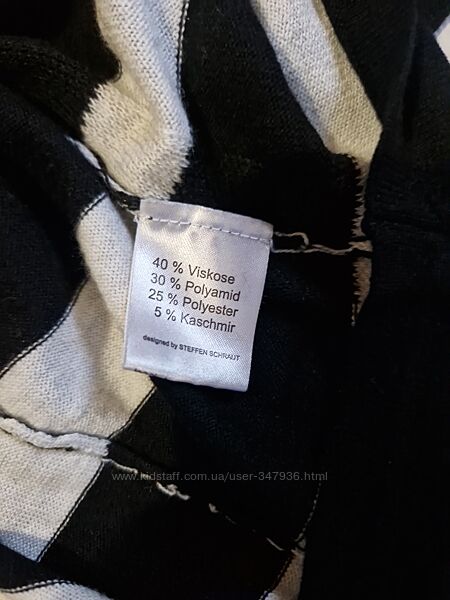 40 % Viskose
30 % Polyamid
25 % Polyester
5 % Kaschmir
designed by STEFFEN SCHRAUT
www.kidstaff.com.ua/user-347936.html